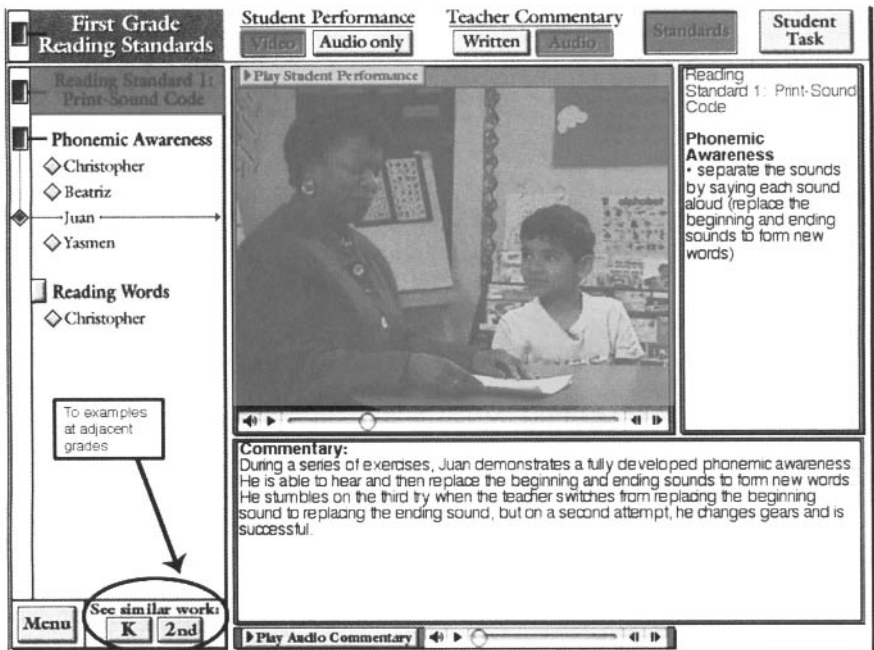 First Grade
Reading Standards
Student Performance
Video
Audio only
Teacher Commentary
Written
Audio
Standards
Student
Task
Reading Standard 1:
Print-Sound Code
Phonemic Awareness
Christopher
Beatriz
Juan
Yasmen
Reading Words
Christopher
To examples
at adjacent
grades
See similar work:
Menu
K
2nd
Play Student Performance
alphabet
Reading
Standard 1: Print-Sound
Code
Phonemic
Awareness
• separate the sounds
by saying each sound
aloud (replace the
beginning and ending
sounds to form new
words)
Commentary:
During a series of exercises, Juan demonstrates a fully developed phonemic awareness.
He is able to hear and then replace the beginning and ending sounds to form new words.
He stumbles on the third try when the teacher switches from replacing the beginning
sound to replacing the ending sound, but on a second attempt, he changes gears and is
successful.
Play Audio Commentary